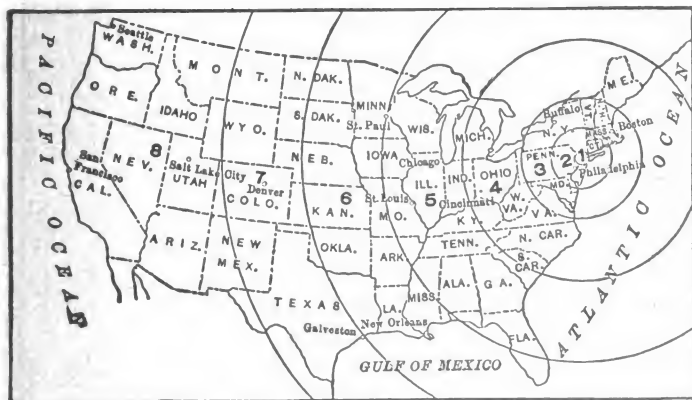 PACIFIC OCEAN
Seattle
WASH.
MONT.
N. DAK.
MINN.
St. Paul
WIS.
MICH.
ME.
ORE.
IDAHO
WYO.
S. DAK.
IOWA
Chicago
Buffalo
N. Y.
MASS.
CT.
Boston
8
NEV.
San Francisco
CAL.
Salt Lake City
UTAH
7
Denver
COLO.
NEB.
6
KAN.
St. Louis
MO.
ILL.
5
IND.
Cincinnati
OHIO
4
PENN.
3
2
1
Philadelphia
MD.
W. VA.
VA.
KY.
ARIZ.
NEW MEX.
OKLA.
ARK.
TENN.
N. CAR.
S. CAR.
TEXAS
Galveston
LA.
New Orleans
MISS.
ALA.
GA.
FLA.
GULF OF MEXICO
ATLANTIC OCEAN